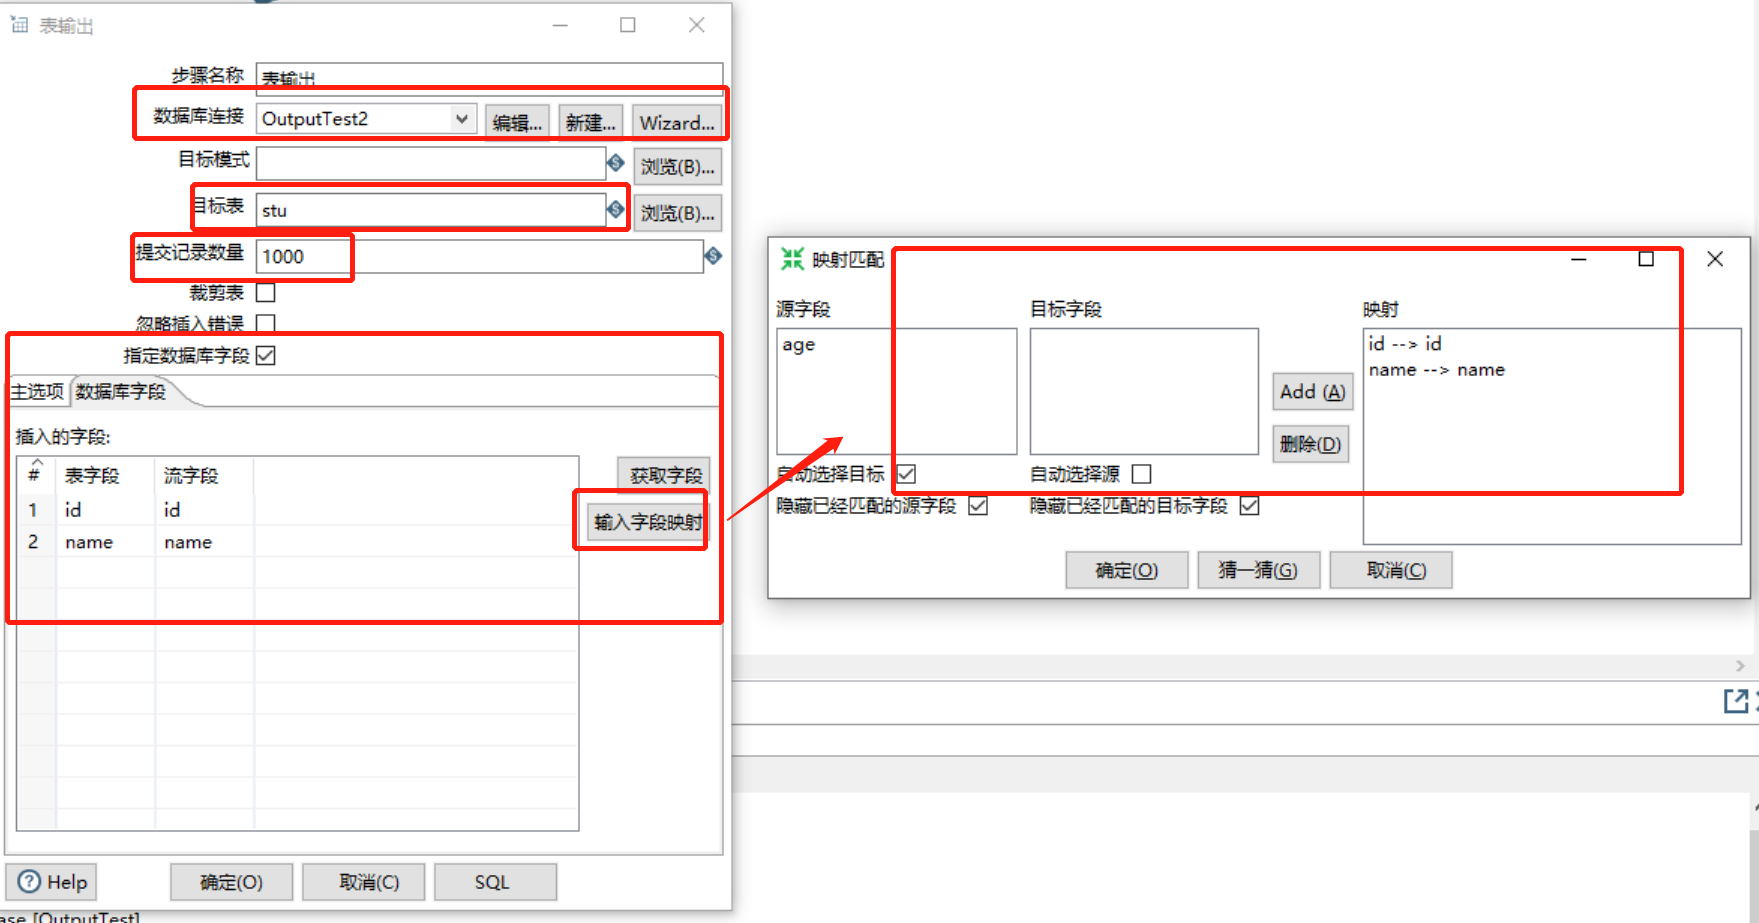 表输出
步骤名称 表输出
数据库连接 OutputTest2 编辑... 新建... Wizard...
目标模式 浏览(B)...
目标表 stu 浏览(B)...
提交记录数量 1000
裁剪表
忽略插入错误
指定数据库字段
主选项 数据库字段
插入的字段:
# 表字段 流字段
1 id id
2 name name
获取字段
输入字段映射
Help 确定(O) 取消(C) SQL
ase [OutputTest]
映射匹配
源字段 目标字段 映射
age
id --> id
name --> name
Add (A)
删除(D)
自动选择目标 自动选择源
隐藏已经匹配的源字段 隐藏已经匹配的目标字段
确定(O) 猜一猜(G) 取消(C)